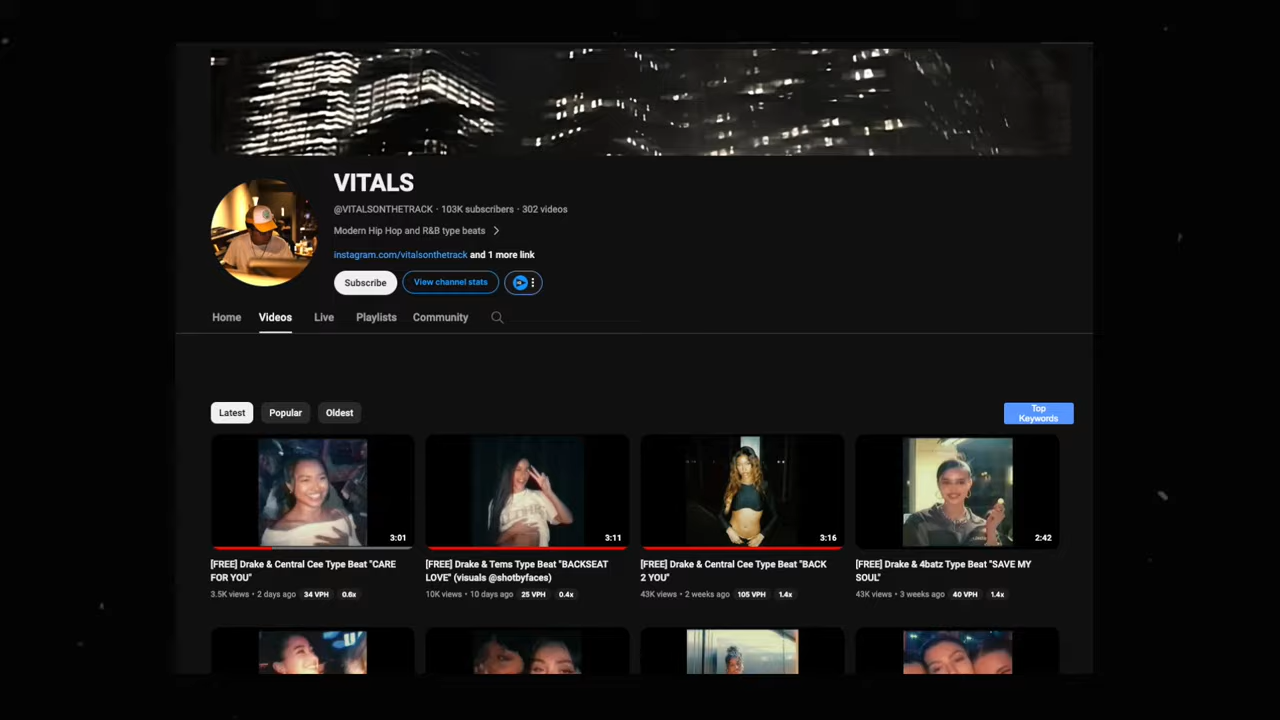 VITALS
@VITALSONTHETRACK · 103K subscribers · 302 videos
Modern Hip Hop and R&B type beats
instagram.com/vitalsonthetrack and 1 more link
Subscribe
View channel stats
Home
Videos
Live
Playlists
Community
Latest
Popular
Oldest
Top
Keywords
3:01
3:11
3:16
2:42
[FREE] Drake & Central Cee Type Beat "CARE
FOR YOU"
3.5K views • 2 days ago 34 VPH 0.6x
[FREE] Drake & Tems Type Beat "BACKSEAT
LOVE" (visuals @shotbyfaces)
10K views • 10 days ago 25 VPH 0.4x
[FREE] Drake & Central Cee Type Beat "BACK
2 YOU"
43K views • 2 weeks ago 105 VPH 1.4x
[FREE] Drake & 4batz Type Beat "SAVE MY
SOUL"
43K views • 3 weeks ago 40 VPH 1.4x